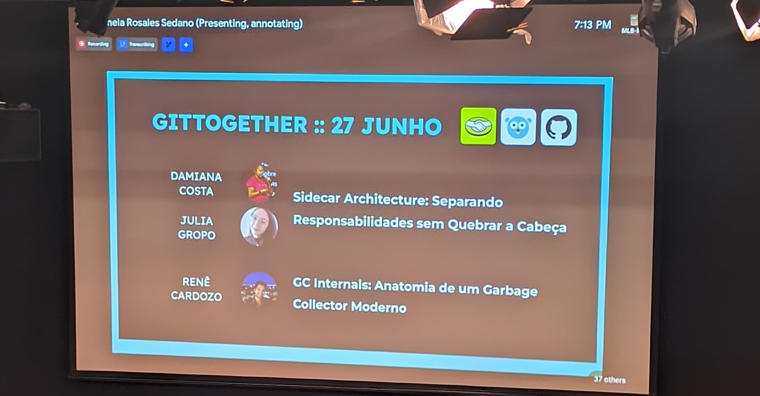 nela Rosales Sedano (Presenting, annotating)
7:13 PM
Recording
Transcribing
GITTOGETHER :: 27 JUNHO
DAMIANA
COSTA
Sidecar Architecture: Separando
Responsabilidades sem Quebrar a Cabeça
JULIA
GROPO
RENÊ
CARDOZO
GC Internals: Anatomia de um Garbage
Collector Moderno
37 others